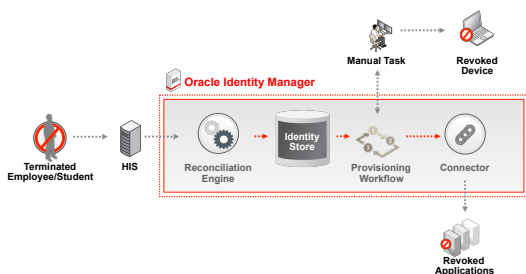 Manual Task
Revoked
Device
Oracle Identity Manager
Terminated
Employee/Student
HIS
Reconciliation
Engine
Identity
Store
Provisioning
Workflow
Connector
Revoked
Applications